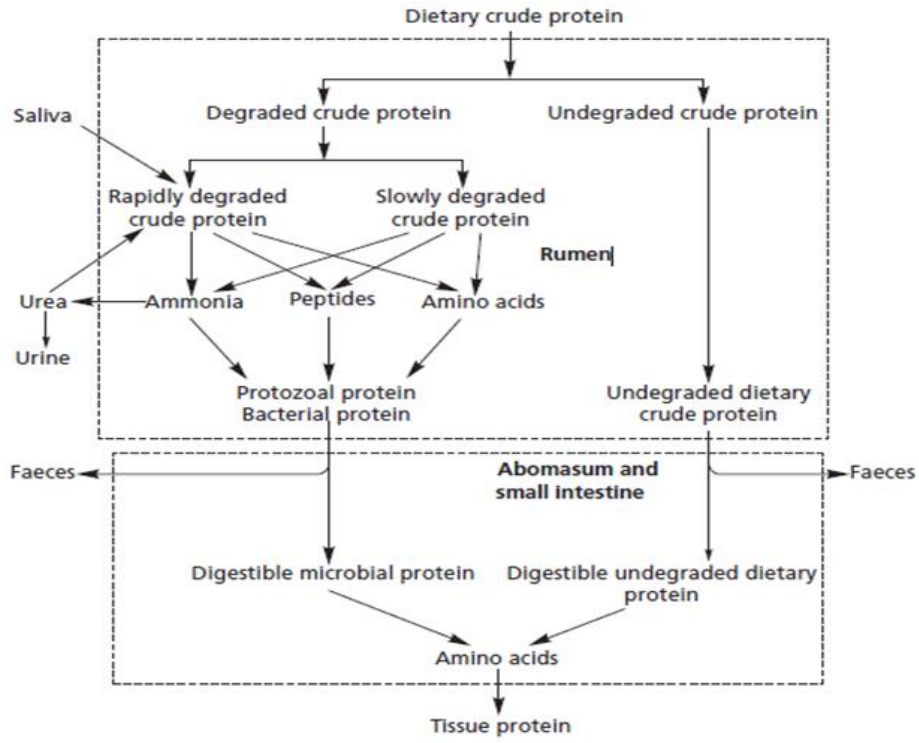 Dietary crude protein
Saliva
Degraded crude protein
Undegraded crude protein
Rapidly degraded
crude protein
Slowly degraded
crude protein
Rumen
Urea
Ammonia
Peptides
Amino acids
Urine
Protozoal protein
Bacterial protein
Undegraded dietary
crude protein
Faeces
Abomasum and
small intestine
Faeces
Digestible microbial protein
Digestible undegraded dietary
protein
Amino acids
Tissue protein